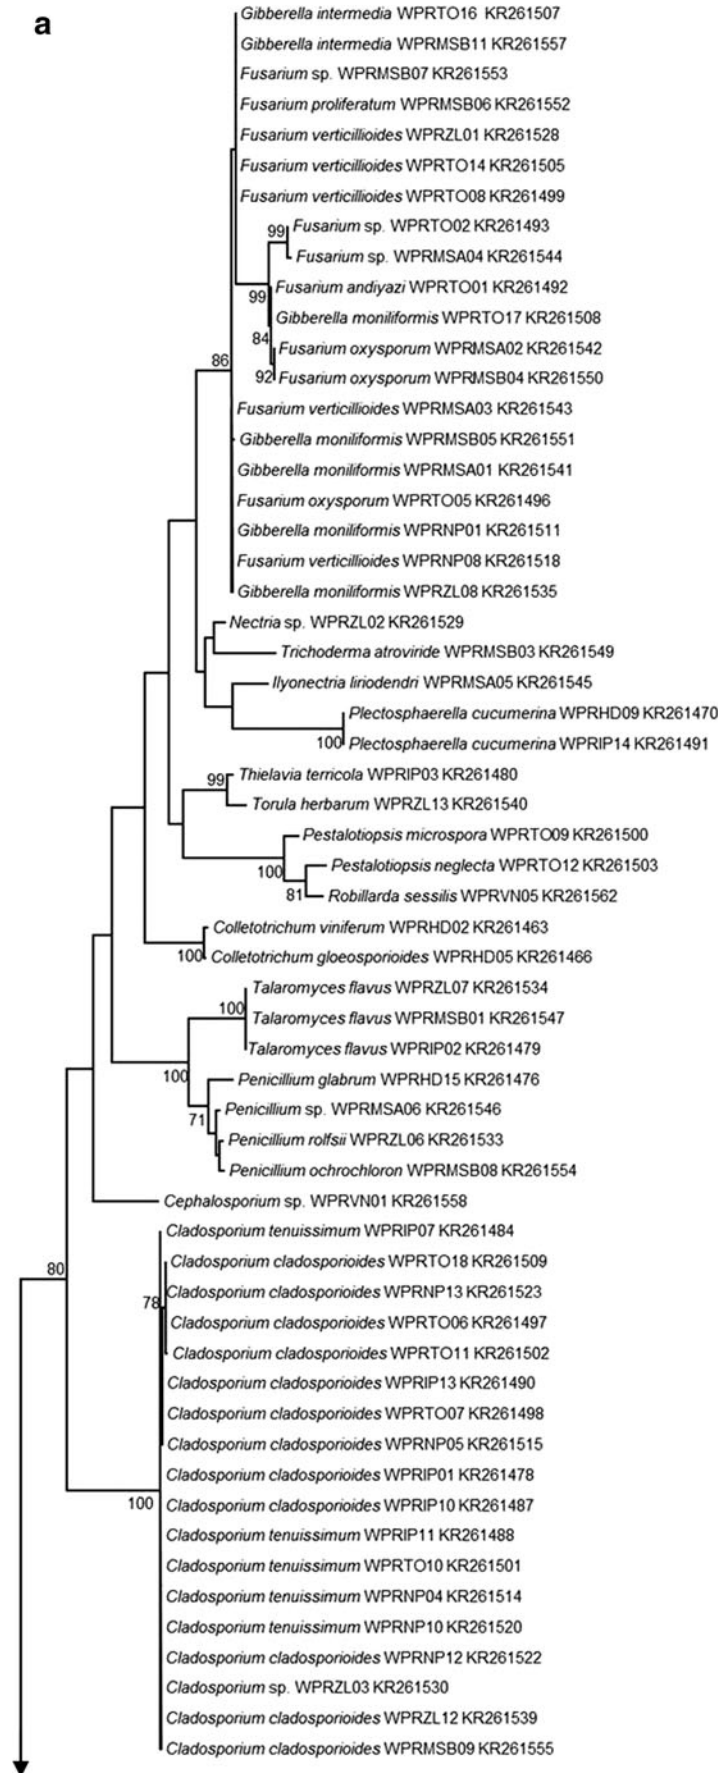 a
Gibberella intermedia WPRTO16 KR261507
Gibberella intermedia WPRMSB11 KR261557
Fusarium sp. WPRMSB07 KR261553
Fusarium proliferatum WPRMSB06 KR261552
Fusarium verticillioides WPRZL01 KR261528
Fusarium verticillioides WPRTO14 KR261505
Fusarium verticillioides WPRTO08 KR261499
99 Fusarium sp. WPRTO02 KR261493
Fusarium sp. WPRMSA04 KR261544
99 Fusarium andiyazi WPRTO01 KR261492
Gibberella moniliformis WPRTO17 KR261508
84 Fusarium oxysporum WPRMSA02 KR261542
86 92 Fusarium oxysporum WPRMSB04 KR261550
Fusarium verticillioides WPRMSA03 KR261543
Gibberella moniliformis WPRMSB05 KR261551
Gibberella moniliformis WPRMSA01 KR261541
Fusarium oxysporum WPRTO05 KR261496
Gibberella moniliformis WPRNP01 KR261511
Fusarium verticillioides WPRNP08 KR261518
Gibberella moniliformis WPRZL08 KR261535
Nectria sp. WPRZL02 KR261529
Trichoderma atroviride WPRMSB03 KR261549
Ilyonectria liriodendri WPRMSA05 KR261545
Plectosphaerella cucumerina WPRHD09 KR261470
100 Plectosphaerella cucumerina WPRIP14 KR261491
99 Thielavia terricola WPRIP03 KR261480
Torula herbarum WPRZL13 KR261540
Pestalotiopsis microspora WPRTO09 KR261500
100 Pestalotiopsis neglecta WPRTO12 KR261503
81 Robillarda sessilis WPRVN05 KR261562
Colletotrichum viniferum WPRHD02 KR261463
100 Colletotrichum gloeosporioides WPRHD05 KR261466
Talaromyces flavus WPRZL07 KR261534
100 Talaromyces flavus WPRMSB01 KR261547
Talaromyces flavus WPRIP02 KR261479
100 Penicillium glabrum WPRHD15 KR261476
Penicillium sp. WPRMSA06 KR261546
71 Penicillium rolfsii WPRZL06 KR261533
Penicillium ochrochloron WPRMSB08 KR261554
Cephalosporium sp. WPRVN01 KR261558
Cladosporium tenuissimum WPRIP07 KR261484
80 Cladosporium cladosporioides WPRTO18 KR261509
78 Cladosporium cladosporioides WPRNP13 KR261523
Cladosporium cladosporioides WPRTO06 KR261497
Cladosporium cladosporioides WPRTO11 KR261502
Cladosporium cladosporioides WPRIP13 KR261490
Cladosporium cladosporioides WPRTO07 KR261498
Cladosporium cladosporioides WPRNP05 KR261515
Cladosporium cladosporioides WPRIP01 KR261478
100 Cladosporium cladosporioides WPRIP10 KR261487
Cladosporium tenuissimum WPRIP11 KR261488
Cladosporium tenuissimum WPRTO10 KR261501
Cladosporium tenuissimum WPRNP04 KR261514
Cladosporium tenuissimum WPRNP10 KR261520
Cladosporium cladosporioides WPRNP12 KR261522
Cladosporium sp. WPRZL03 KR261530
Cladosporium cladosporioides WPRZL12 KR261539
Cladosporium cladosporioides WPRMSB09 KR261555